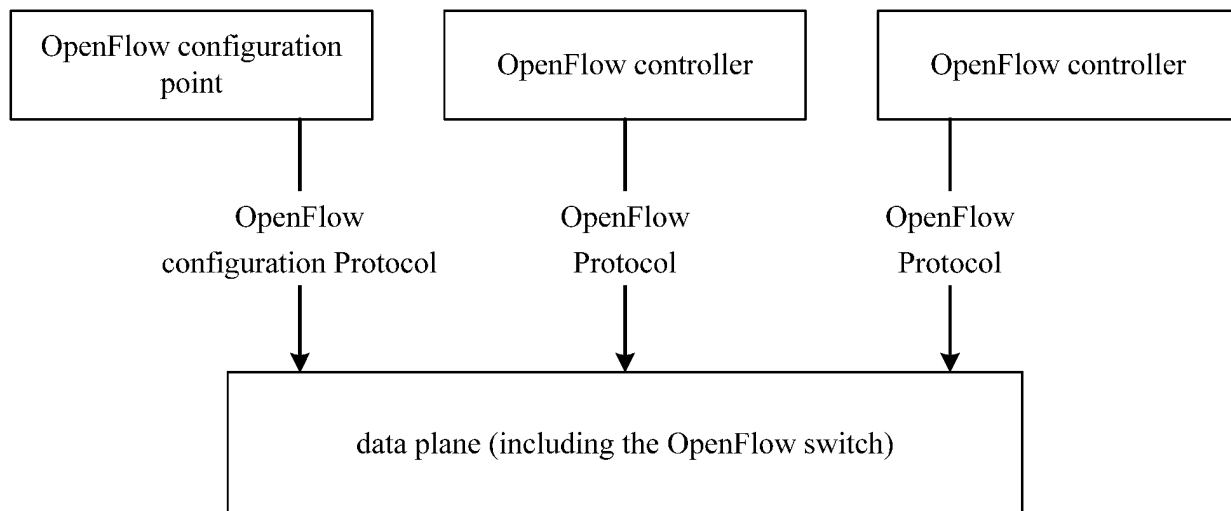 OpenFlow configuration
point
OpenFlow controller
OpenFlow controller
OpenFlow
configuration Protocol
OpenFlow
Protocol
OpenFlow
Protocol
data plane (including the OpenFlow switch)